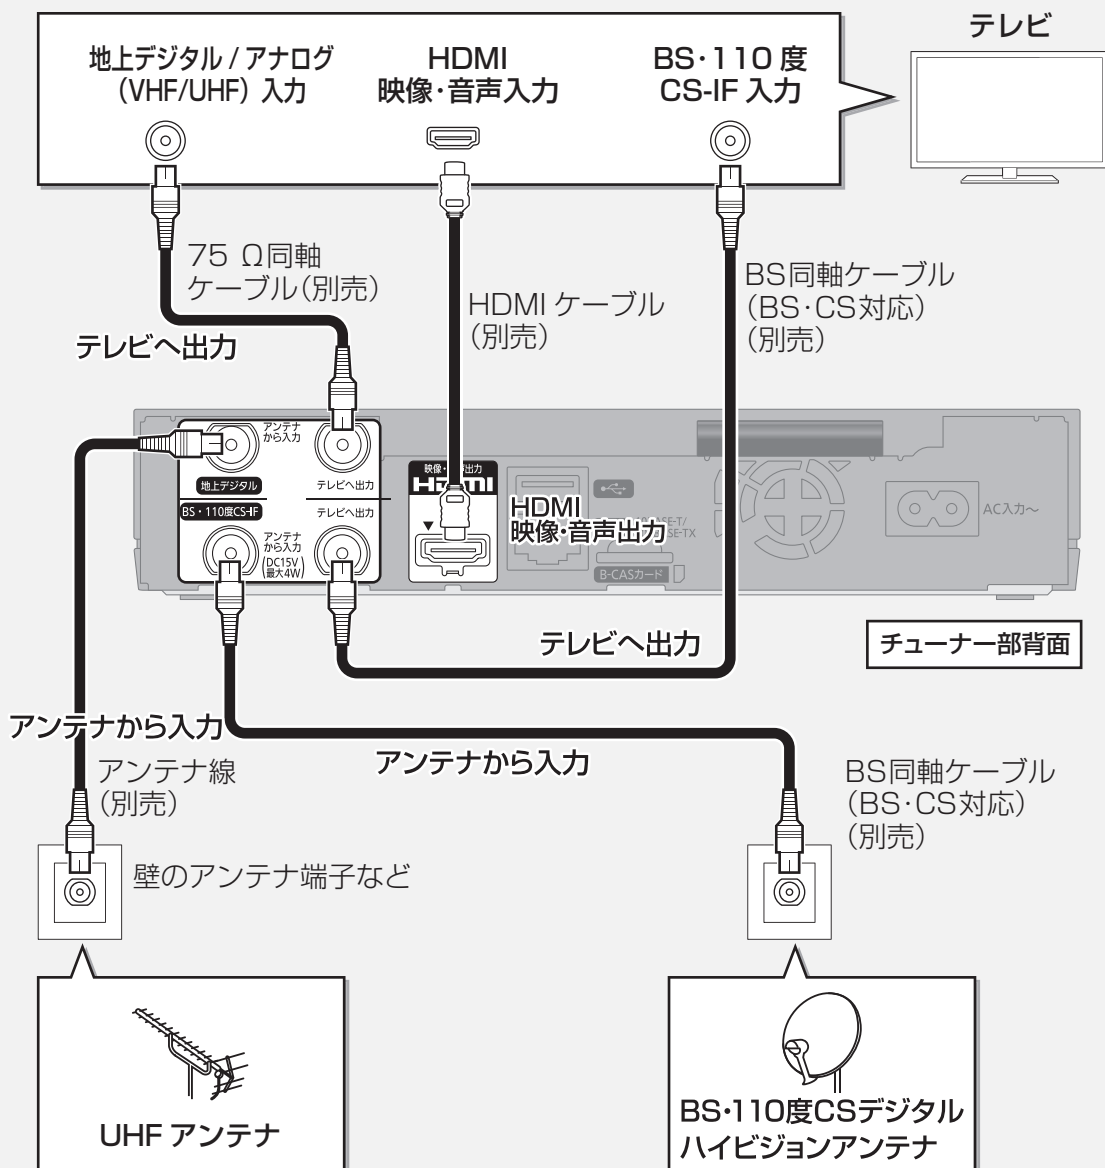 テレビ
地上デジタル / アナログ
（VHF/UHF）入力
HDMI
映像・音声入力
BS・110 度
CS-IF 入力
75 Ω同軸
ケーブル（別売）
テレビへ出力
HDMI ケーブル
（別売）
BS同軸ケーブル
（BS・CS対応）
（別売）
アンテナ
から入力
地上デジタル
テレビへ出力
BS・110度CS-IF
テレビへ出力
アンテナ
から入力
（DC15V
最大4W）
HDMI
HDMI
映像・音声出力
B-CASカード
AC入力～
テレビへ出力
チューナー部背面
アンテナから入力
アンテナから入力
アンテナ線
（別売）
BS同軸ケーブル
（BS・CS対応）
（別売）
壁のアンテナ端子など
UHF アンテナ
BS・110度CSデジタル
ハイビジョンアンテナ